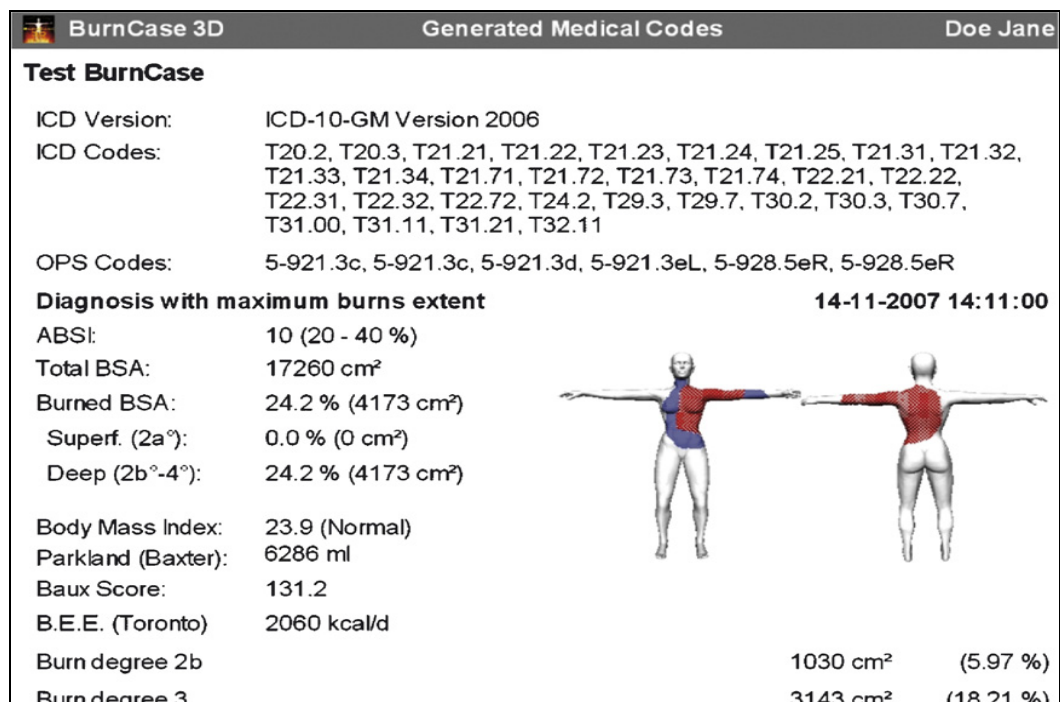 BurnCase 3D Generated Medical Codes Doe Jane
Test BurnCase
ICD Version: ICD-10-GM Version 2006
ICD Codes: T20.2, T20.3, T21.21, T21.22, T21.23, T21.24, T21.25, T21.31, T21.32,
T21.33, T21.34, T21.71, T21.72, T21.73, T21.74, T22.21, T22.22,
T22.31, T22.32, T22.72, T24.2, T29.3, T29.7, T30.2, T30.3, T30.7,
T31.00, T31.11, T31.21, T32.11
OPS Codes: 5-921.3c, 5-921.3c, 5-921.3d, 5-921.3eL, 5-928.5eR, 5-928.5eR
Diagnosis with maximum burns extent 14-11-2007 14:11:00
ABSI: 10 (20 - 40 %)
Total BSA: 17260 cm²
Burned BSA: 24.2 % (4173 cm²)
Superf. (2a°): 0.0 % (0 cm²)
Deep (2b°-4°): 24.2 % (4173 cm²)
Body Mass Index: 23.9 (Normal)
Parkland (Baxter): 6286 ml
Baux Score: 131.2
B.E.E. (Toronto) 2060 kcal/d
Burn degree 2b 1030 cm² (5.97 %)
Burn degree 3 3143 cm² (18.21 %)